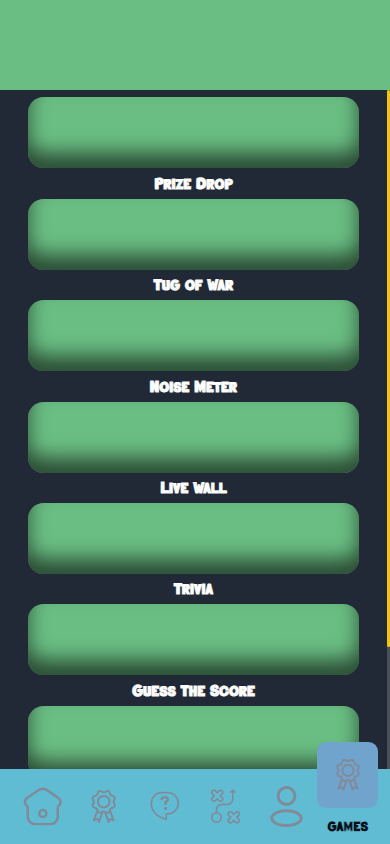 Prize Drop
Tug of War
Noise Meter
Live Wall
Trivia
Guess The Score
?
GAMES